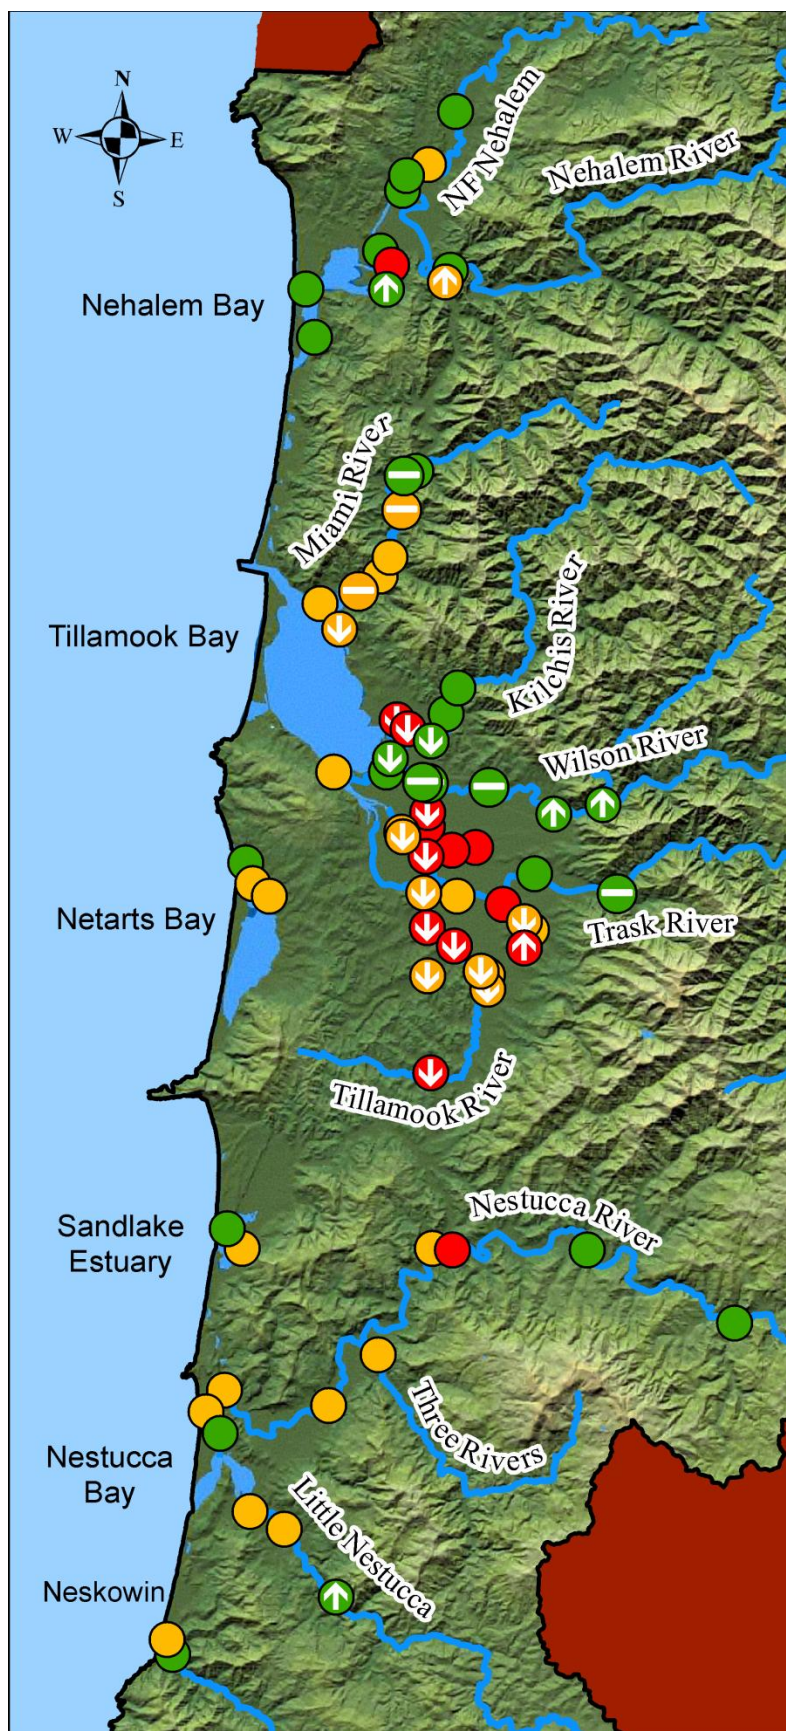 N
W E
S
NF Nehalem
Nehalem River
Nehalem Bay
Miami River
Kilchis River
Tillamook Bay
Wilson River
Netarts Bay
Trask River
Tillamook River
Nestucca River
Sandlake
Estuary
Three Rivers
Nestucca
Bay
Little Nestucca
Neskowin